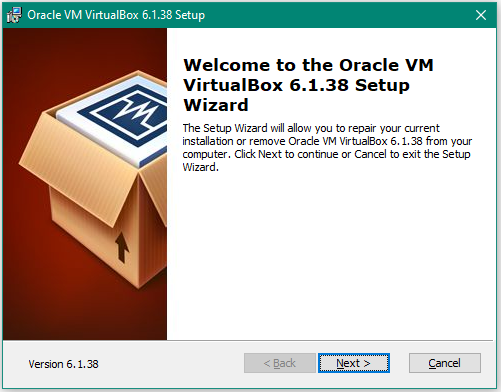 Oracle VM VirtualBox 6.1.38 Setup
Welcome to the Oracle VM
VirtualBox 6.1.38 Setup
Wizard
The Setup Wizard will allow you to repair your current
installation or remove Oracle VM VirtualBox 6.1.38 from your
computer. Click Next to continue or Cancel to exit the Setup
Wizard.
Version 6.1.38
< Back
Next >
Cancel